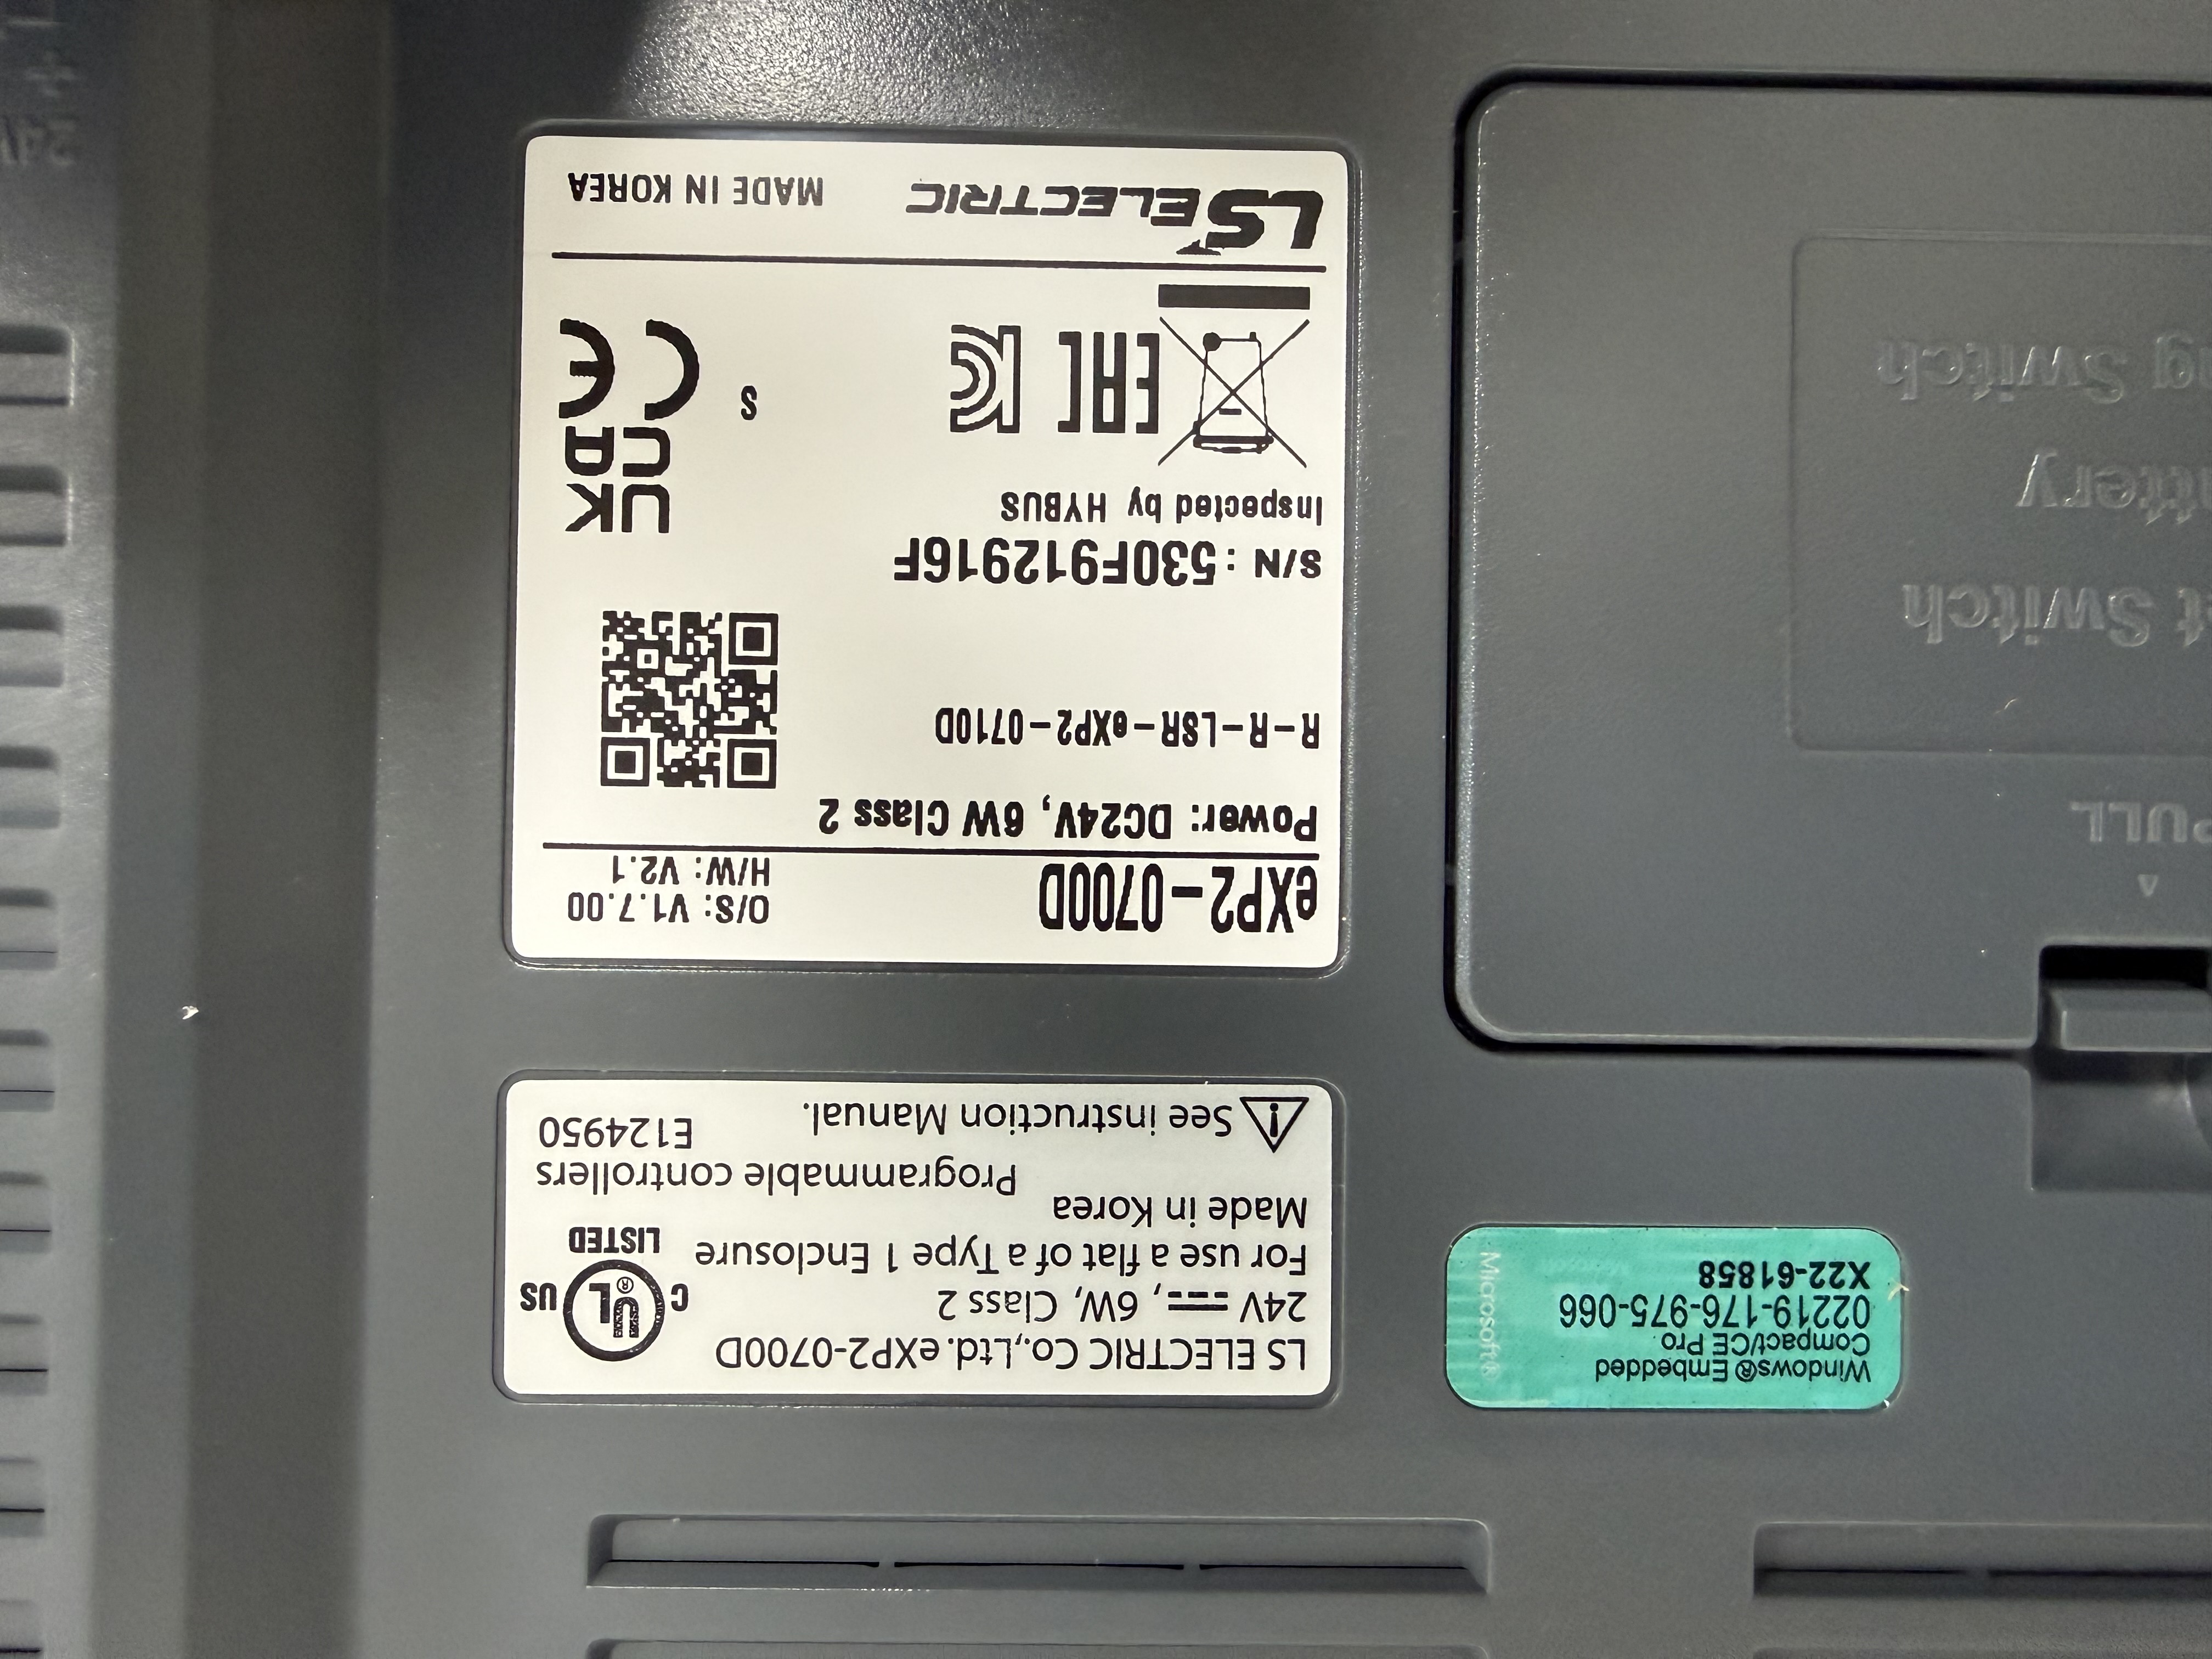 eXP2-0700D
O/S: V1.7.00
H/W: V2.1
Power: DC24V, 6W Class 2
R-R-LSR-eXP2-0710D
S/N : 530F912916F
Inspected by HYBUS
UK
CA
EAC
CE
S
LS ELECTRIC
MADE IN KOREA
LS ELECTRIC Co.,Ltd. eXP2-0700D
24V ⎓, 6W, Class 2
For use a flat of a Type 1 Enclosure
Made in Korea
C UL® US
LISTED
Programmable controllers
See instruction Manual.
E124950
Windows® Embedded
Compact/CE Pro
02219-176-975-066
X22-61858
Microsoft®
PULL
Switch
Switch
24V
+